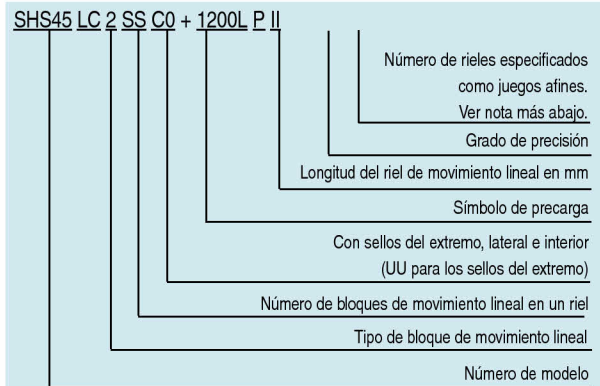 SHS45 LC 2 SS C0 + 1200L P II
Número de rieles especificados
como juegos afines.
Ver nota más abajo.
Grado de precisión
Longitud del riel de movimiento lineal en mm
Símbolo de precarga
Con sellos del extremo, lateral e interior
(UU para los sellos del extremo)
Número de bloques de movimiento lineal en un riel
Tipo de bloque de movimiento lineal
Número de modelo